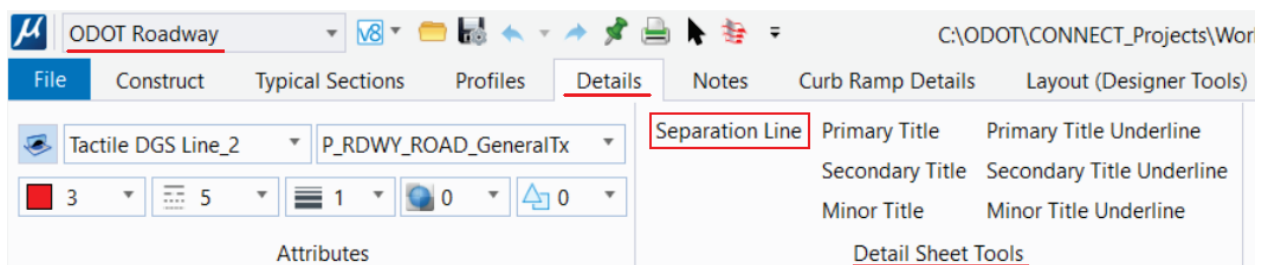 ODOT Roadway V8 C:\ODOT\CONNECT_Projects\Wor
File Construct Typical Sections Profiles Details Notes Curb Ramp Details Layout (Designer Tools)
Tactile DGS Line_2 P_RDWY_ROAD_GeneralTx Separation Line Primary Title Primary Title Underline
Secondary Title Secondary Title Underline
3 5 1 0 0 Minor Title Minor Title Underline
Attributes Detail Sheet Tools